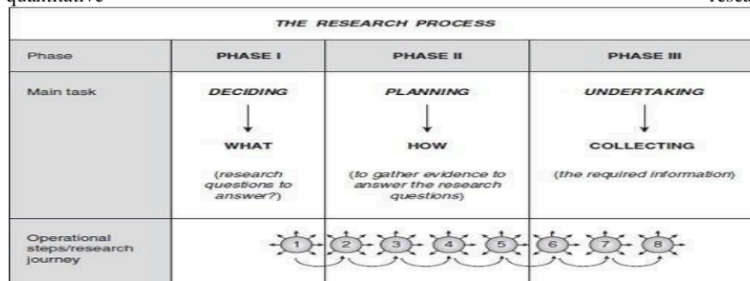 quantitative
THE RESEARCH PROCESS
Phase PHASE I PHASE II PHASE III
Main task DECIDING PLANNING UNDERTAKING
WHAT HOW COLLECTING
(research questions to answer?) (to gather evidence to answer the research questions) (the required information)
Operational steps/research journey
1 2 3 4 5 6 7 8